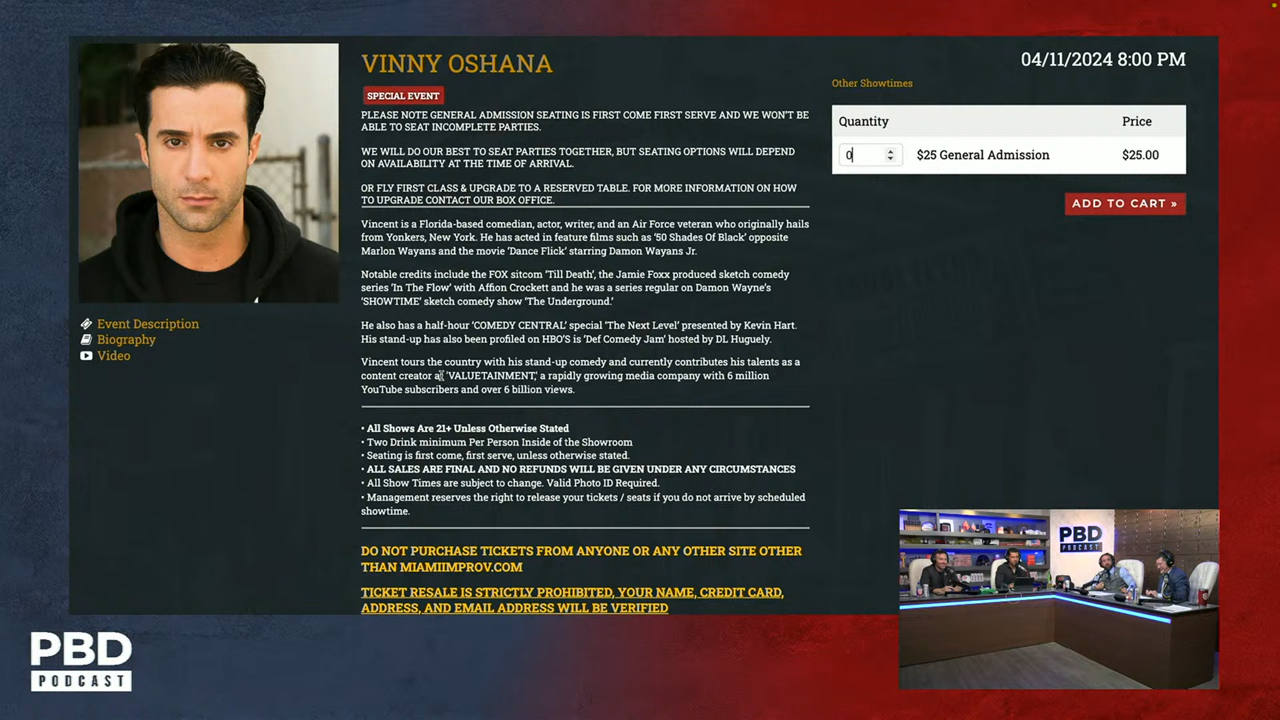 VINNY OSHANA
SPECIAL EVENT
PLEASE NOTE GENERAL ADMISSION SEATING IS FIRST COME FIRST SERVE AND WE WON'T BE
ABLE TO SEAT INCOMPLETE PARTIES.
WE WILL DO OUR BEST TO SEAT PARTIES TOGETHER, BUT SEATING OPTIONS WILL DEPEND
ON AVAILABILITY AT THE TIME OF ARRIVAL.
OR FLY FIRST CLASS & UPGRADE TO A RESERVED TABLE. FOR MORE INFORMATION ON HOW
TO UPGRADE CONTACT OUR BOX OFFICE.
Vincent is a Florida-based comedian, actor, writer, and an Air Force veteran who originally hails
from Yonkers, New York. He has acted in feature films such as '50 Shades Of Black' opposite
Marlon Wayans and the movie 'Dance Flick' starring Damon Wayans Jr.
Notable credits include the FOX sitcom 'Till Death', the Jamie Foxx produced sketch comedy
series 'In The Flow' with Affion Crockett and he was a series regular on Damon Wayne's
'SHOWTIME' sketch comedy show 'The Underground.'
He also has a half-hour 'COMEDY CENTRAL' special 'The Next Level' presented by Kevin Hart.
His stand-up has also been profiled on HBO'S is 'Def Comedy Jam' hosted by DL Huguely.
Vincent tours the country with his stand-up comedy and currently contributes his talents as a
content creator at 'VALUETAINMENT,' a rapidly growing media company with 6 million
YouTube subscribers and over 6 billion views.
• All Shows Are 21+ Unless Otherwise Stated
• Two Drink minimum Per Person Inside of the Showroom
• Seating is first come, first serve, unless otherwise stated.
• ALL SALES ARE FINAL AND NO REFUNDS WILL BE GIVEN UNDER ANY CIRCUMSTANCES
• All Show Times are subject to change. Valid Photo ID Required.
• Management reserves the right to release your tickets / seats if you do not arrive by scheduled
showtime.
DO NOT PURCHASE TICKETS FROM ANYONE OR ANY OTHER SITE OTHER
THAN MIAMIIMPROV.COM
TICKET RESALE IS STRICTLY PROHIBITED, YOUR NAME, CREDIT CARD,
ADDRESS, AND EMAIL ADDRESS WILL BE VERIFIED
Event Description
Biography
Video
04/11/2024 8:00 PM
Other Showtimes
Quantity Price
0 $25 General Admission $25.00
ADD TO CART »
PBD
PODCAST
PBD
PODCAST